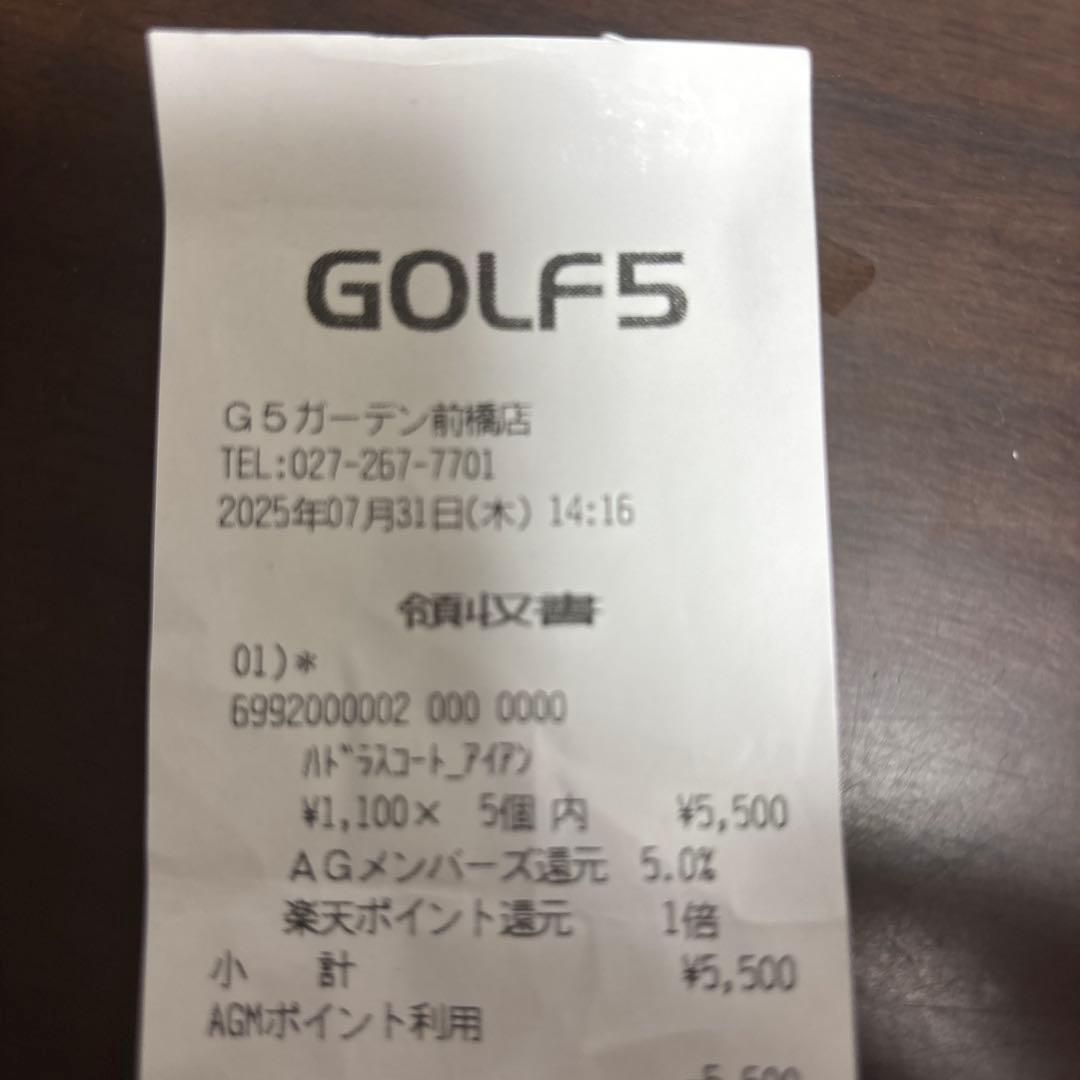 GOLF5
G5ガーデン前橋店
TEL:027-267-7701
2025年07月31日(木) 14:16
領収書
01)*
6992000002 000 0000
ﾊﾄﾞﾗｽｺｰﾄ_ｱｲｱﾝ
¥1,100× 5個 内 ¥5,500
AGメンバーズ還元 5.0%
楽天ポイント還元 1倍
小 計 ¥5,500
AGMポイント利用
5,500